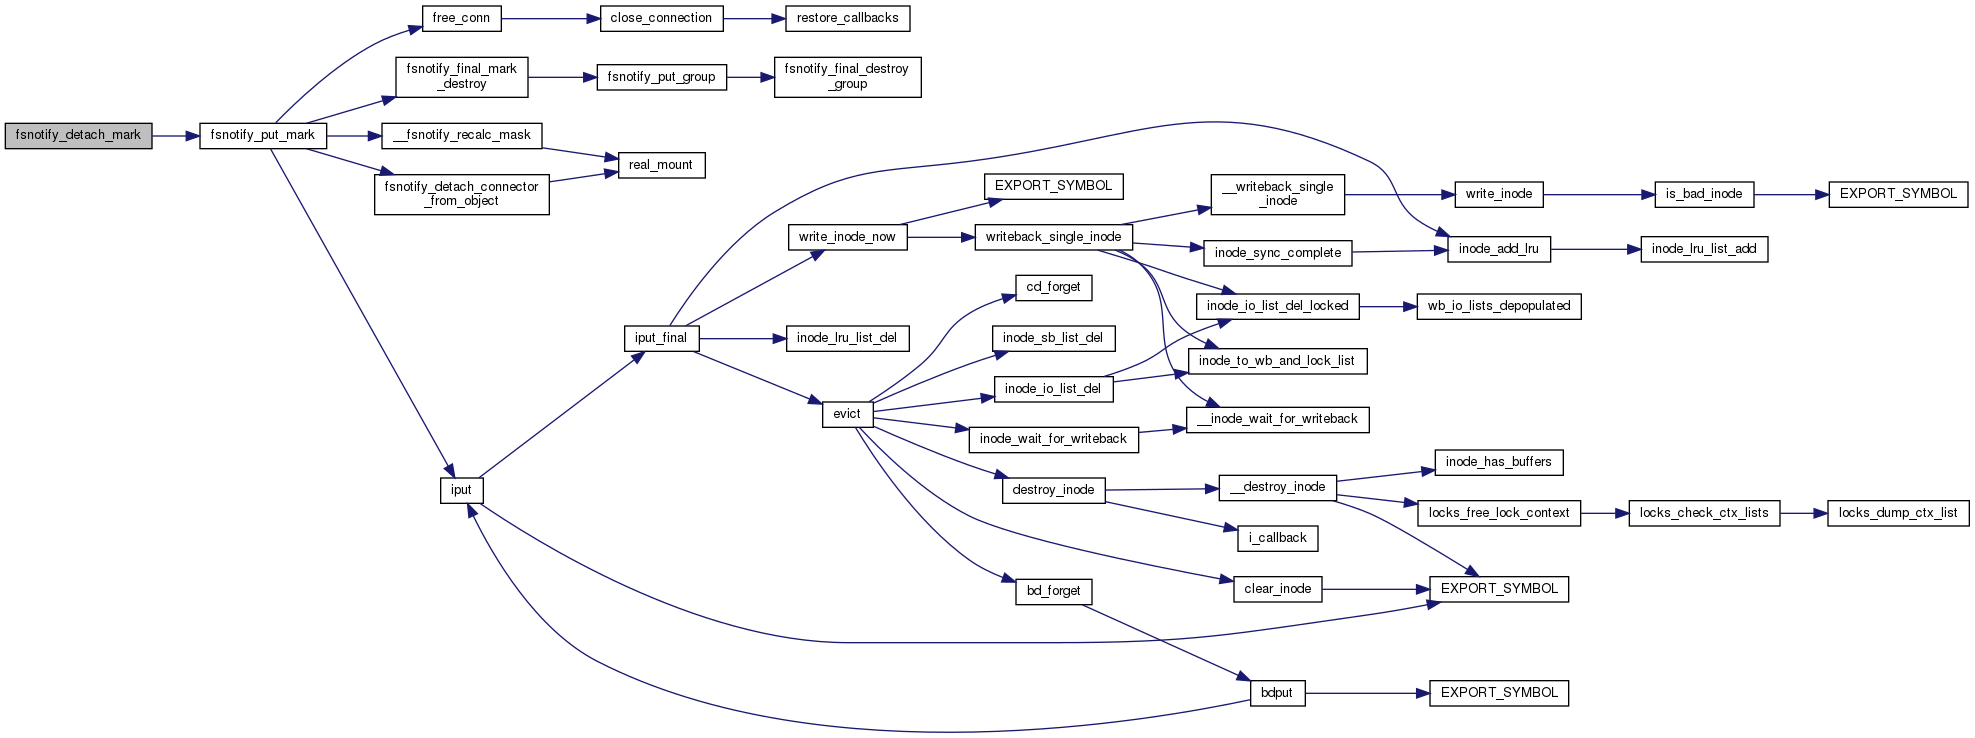 free_conn
close_connection
restore_callbacks
fsnotify_final_mark
_destroy
fsnotify_put_group
fsnotify_final_destroy
_group
fsnotify_detach_mark
fsnotify_put_mark
__fsnotify_recalc_mask
real_mount
fsnotify_detach_connector
_from_object
EXPORT_SYMBOL
__writeback_single
_inode
write_inode
is_bad_inode
EXPORT_SYMBOL
write_inode_now
writeback_single_inode
inode_sync_complete
inode_add_lru
inode_lru_list_add
cd_forget
inode_io_list_del_locked
wb_io_lists_depopulated
iput_final
inode_lru_list_del
inode_sb_list_del
inode_to_wb_and_lock_list
inode_io_list_del
evict
__inode_wait_for_writeback
inode_wait_for_writeback
inode_has_buffers
iput
destroy_inode
__destroy_inode
locks_free_lock_context
locks_check_ctx_lists
locks_dump_ctx_list
i_callback
bd_forget
clear_inode
EXPORT_SYMBOL
bdput
EXPORT_SYMBOL